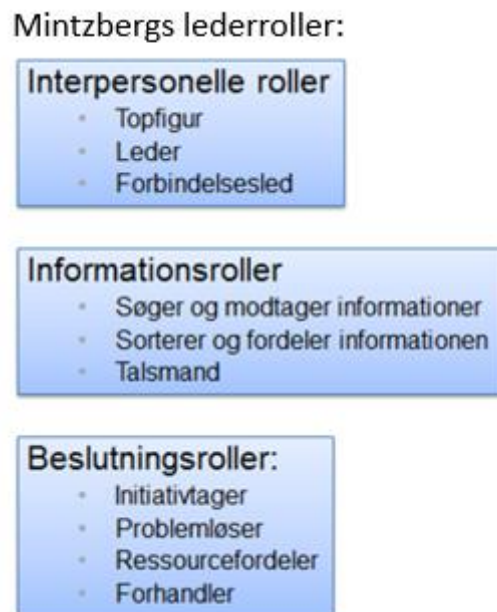 Mintzbergs lederroller:
Interpersonelle roller
Topfigur
Leder
Forbindelsesled
Informationsroller
Søger og modtager informationer
Sorterer og fordeler informationen
Talsmand
Beslutningsroller:
Initiativtager
Problemløser
Ressourcefordeler
Forhandler